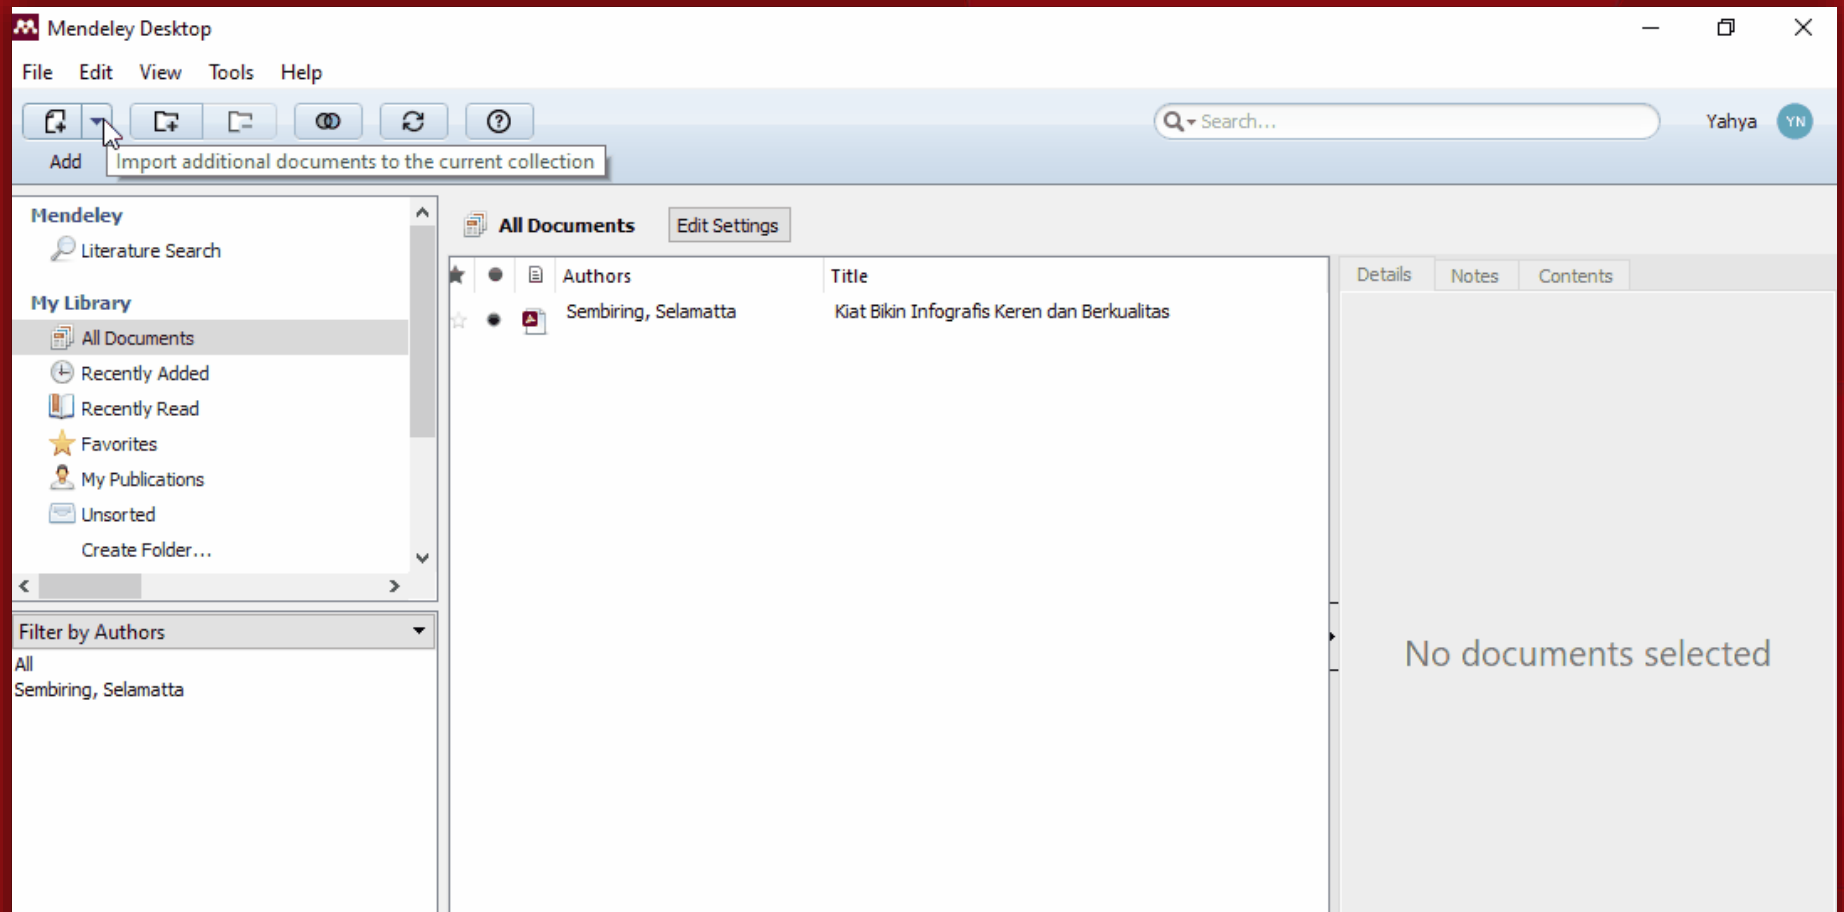 Mendeley Desktop
File Edit View Tools Help
Search...
Yahya YN
Add
Import additional documents to the current collection
Mendeley
Literature Search
My Library
All Documents
Recently Added
Recently Read
Favorites
My Publications
Unsorted
Create Folder...
Filter by Authors
All
Sembiring, Selamatta
All Documents Edit Settings
Authors Title
Sembiring, Selamatta Kiat Bikin Infografis Keren dan Berkualitas
Details Notes Contents
No documents selected